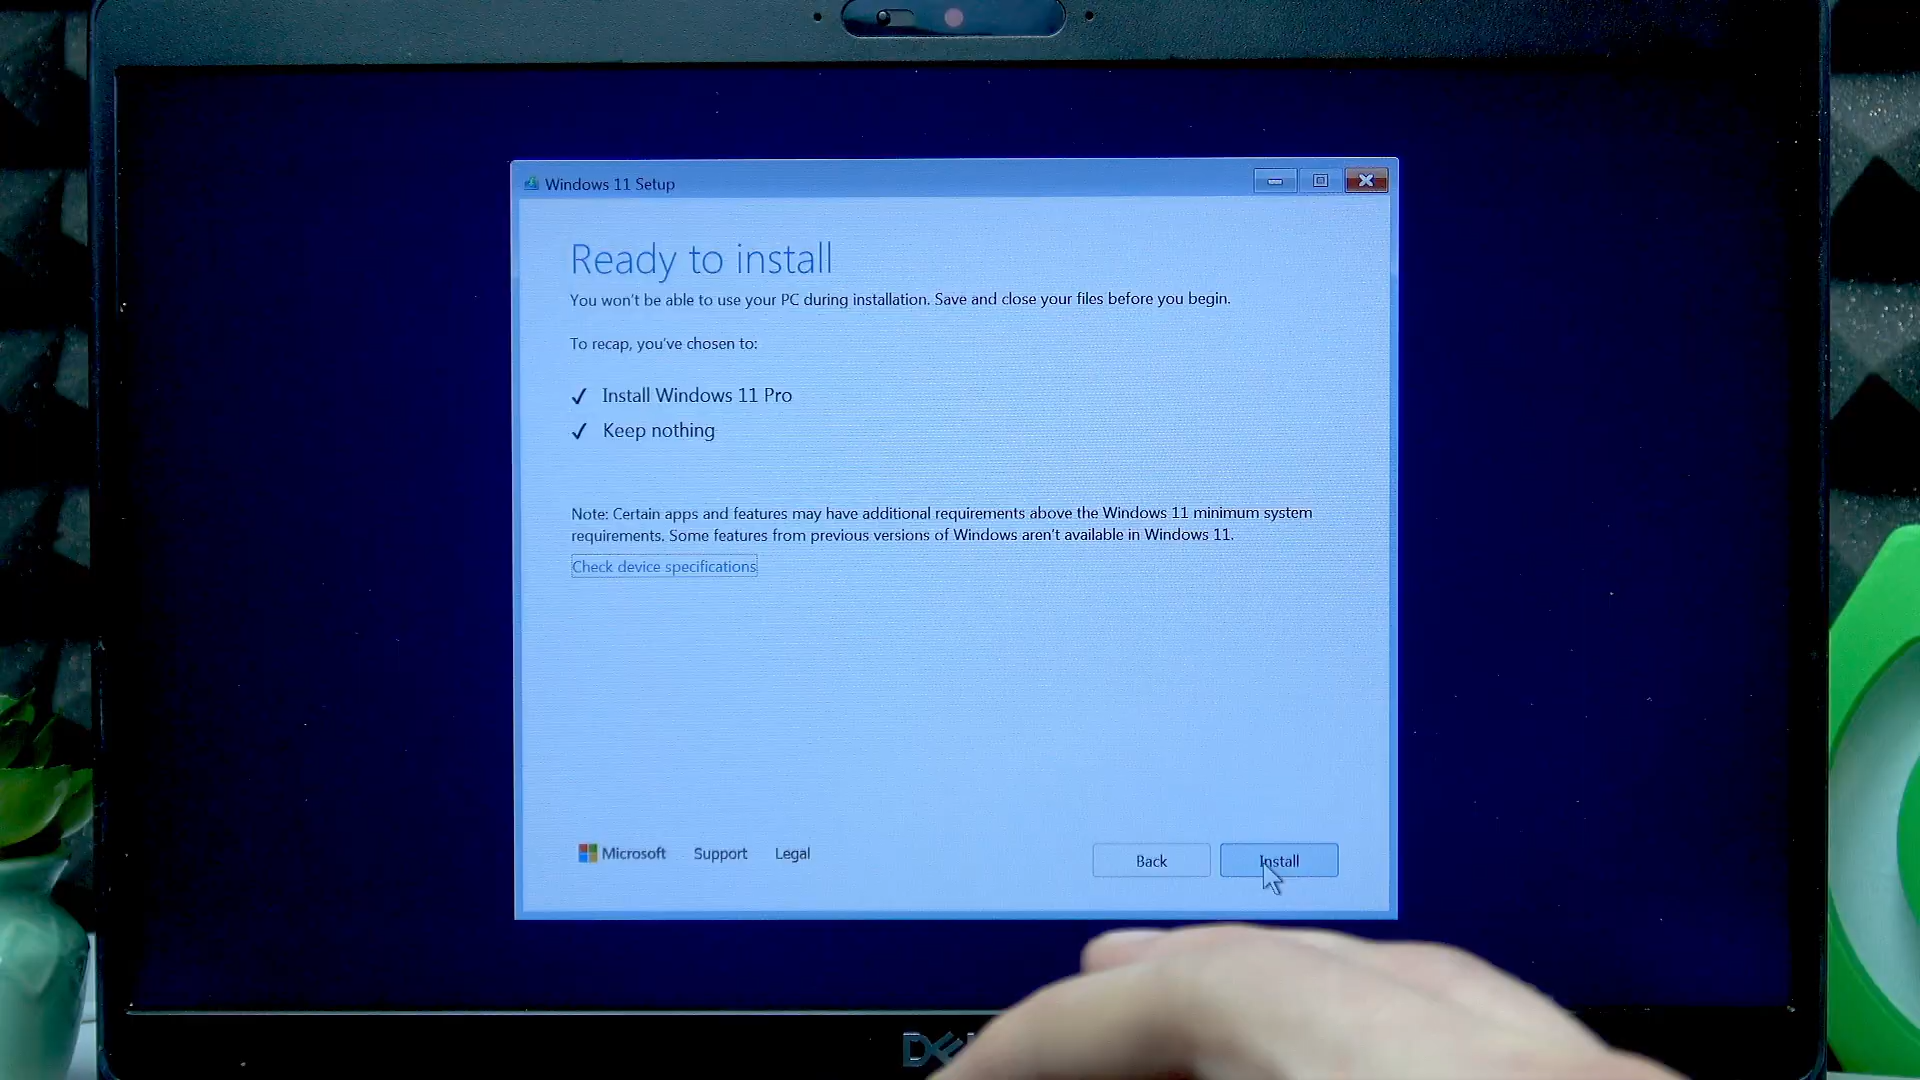 Windows 11 Setup
Ready to install
You won't be able to use your PC during installation. Save and close your files before you begin.
To recap, you've chosen to:
✓ Install Windows 11 Pro
✓ Keep nothing
Note: Certain apps and features may have additional requirements above the Windows 11 minimum system
requirements. Some features from previous versions of Windows aren't available in Windows 11.
Check device specifications
Microsoft Support Legal
Back Install